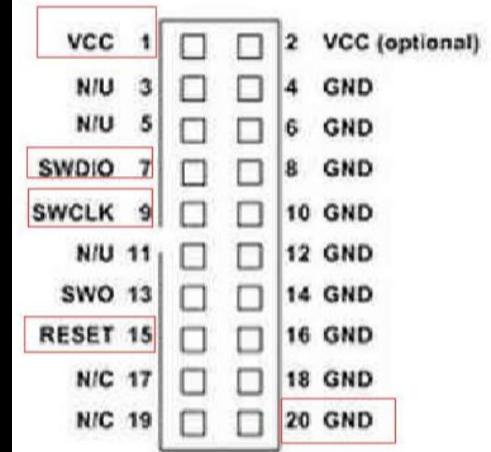 VCC 1 2 VCC (optional)
N/U 3 4 GND
N/U 5 6 GND
SWDIO 7 8 GND
SWCLK 9 10 GND
N/U 11 12 GND
SWO 13 14 GND
RESET 15 16 GND
N/C 17 18 GND
N/C 19 20 GND